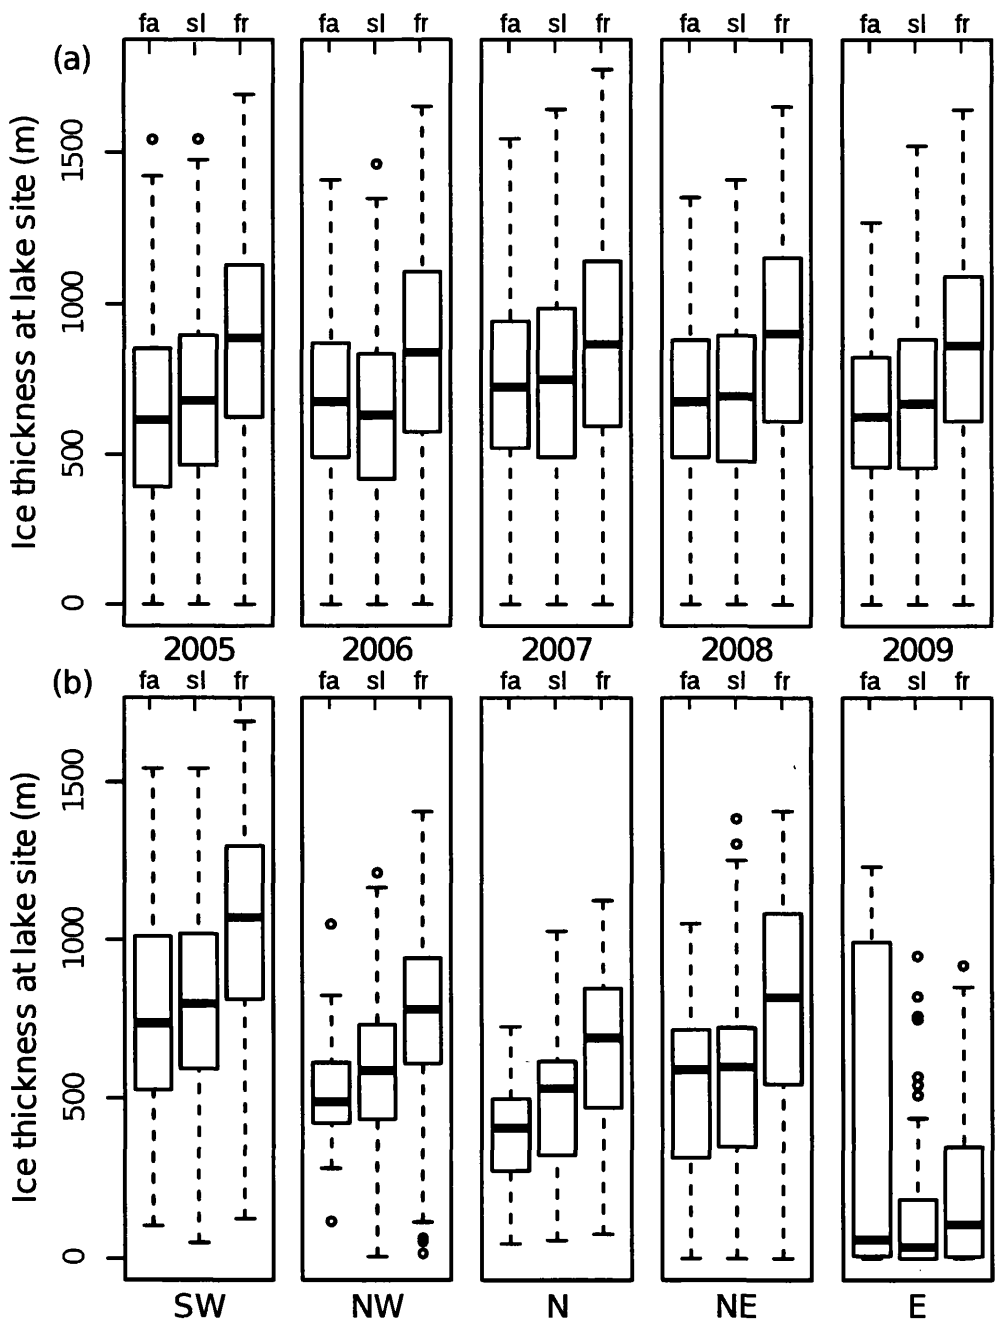 fa sl fr fa sl fr fa sl fr fa sl fr fa sl fr
(a)
Ice thickness at lake site (m)
1500
1000
500
0
2005 2006 2007 2008 2009
(b)
fa sl fr fa sl fr fa sl fr fa sl fr fa sl fr
Ice thickness at lake site (m)
1500
1000
500
0
SW NW N NE E